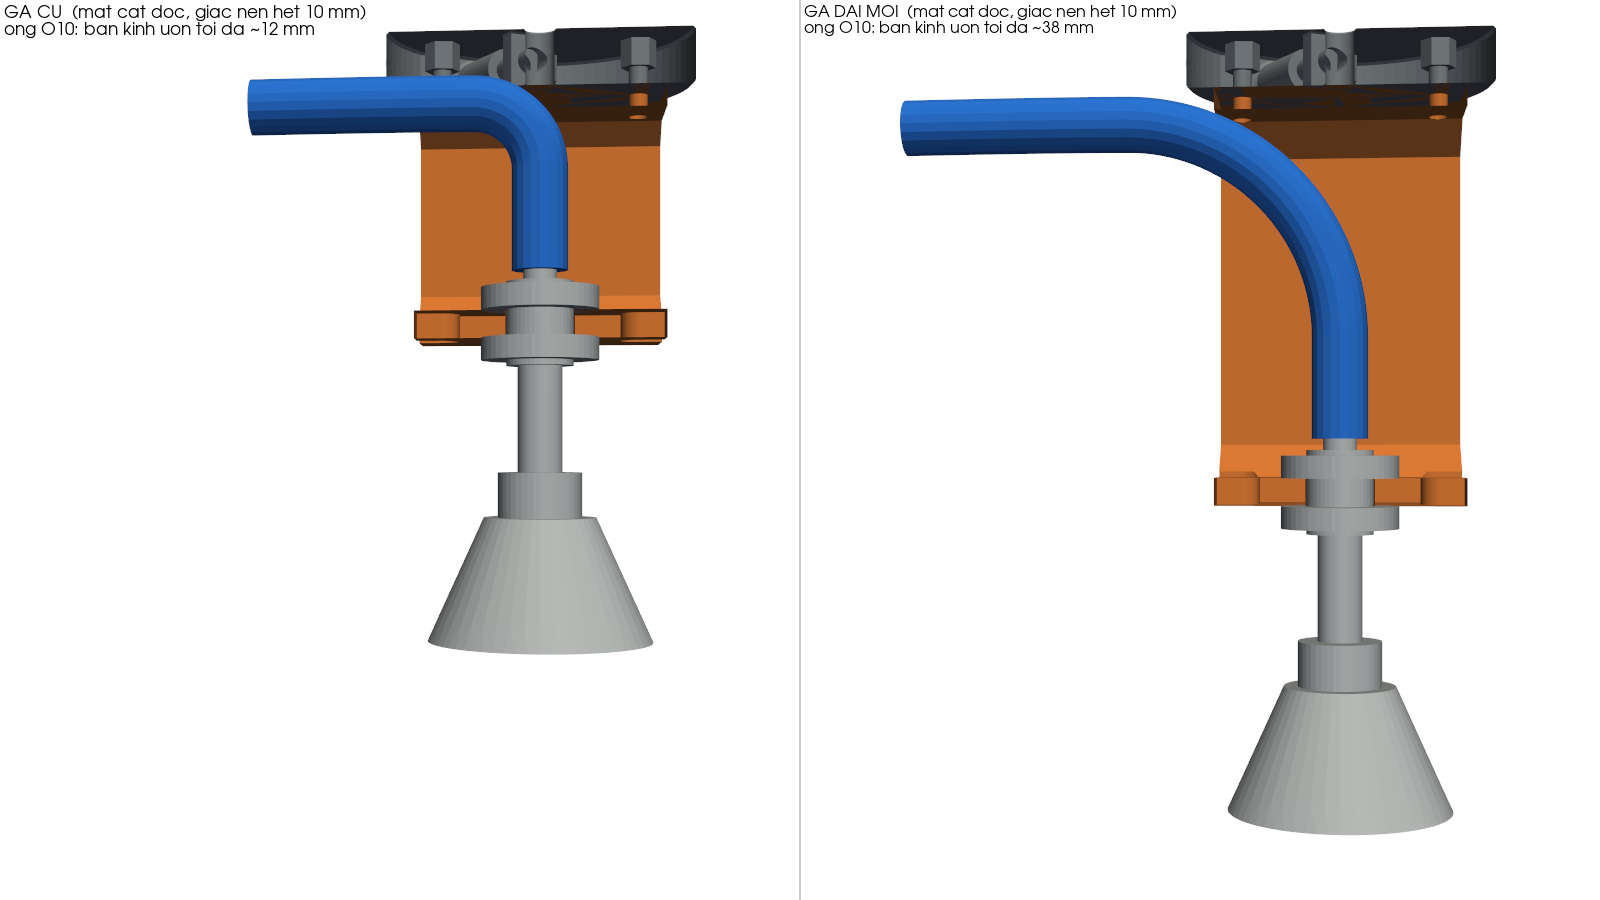 GA CU  (mat cat doc, giac nen het 10 mm)
ong O10: ban kinh uon toi da ~12 mm
GA DAI MOI  (mat cat doc, giac nen het 10 mm)
ong O10: ban kinh uon toi da ~38 mm